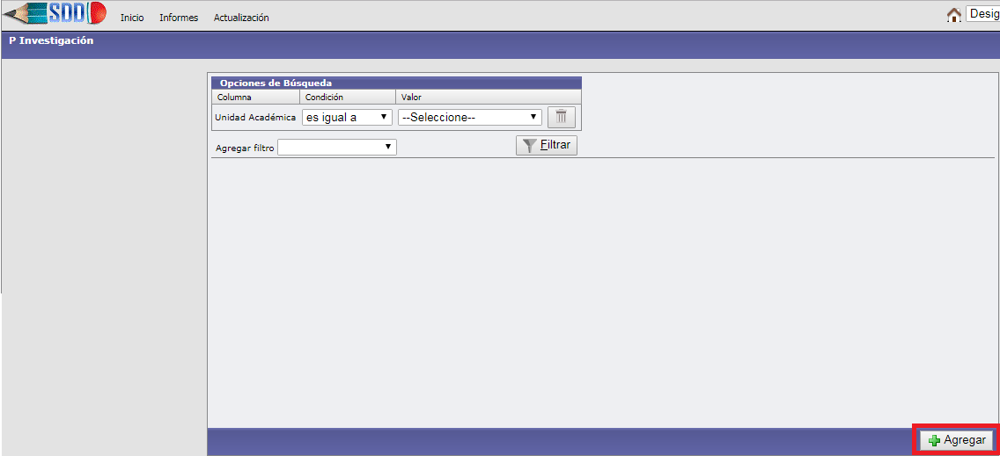 SDD
Inicio Informes Actualización
Desig
P Investigación
Opciones de Búsqueda
Columna Condición Valor
Unidad Académica es igual a --Seleccione--
Agregar filtro Filtrar
Agregar